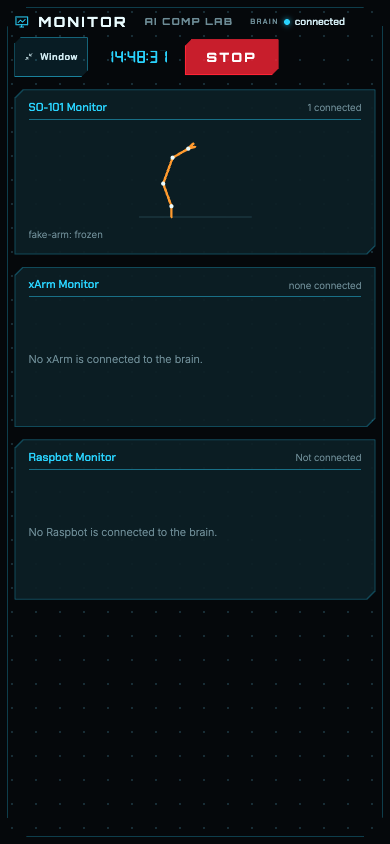 MONITOR AI COMP LAB BRAIN connected
Window 14:48:31 STOP
SO-101 Monitor 1 connected
fake-arm: frozen
xArm Monitor none connected
No xArm is connected to the brain.
Raspbot Monitor Not connected
No Raspbot is connected to the brain.